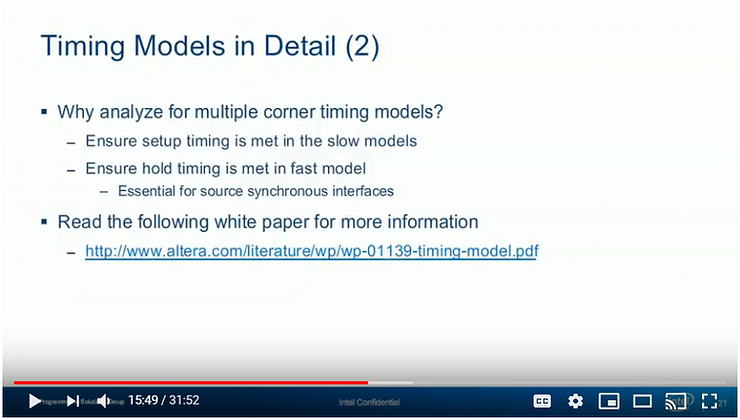 Timing Models in Detail (2)
▪ Why analyze for multiple corner timing models?
– Ensure setup timing is met in the slow models
– Ensure hold timing is met in fast model
– Essential for source synchronous interfaces
▪ Read the following white paper for more information
– http://www.altera.com/literature/wp/wp-01139-timing-model.pdf
15:49 / 31:52
Intel Confidential
CC
21